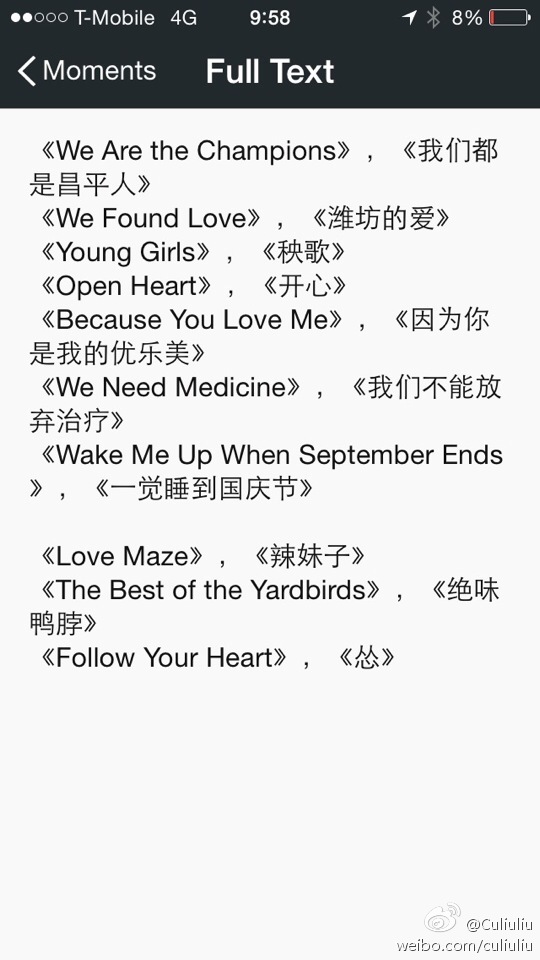 T-Mobile 4G 9:58 8%
Moments Full Text
《We Are the Champions》，《我们都
是昌平人》
《We Found Love》，《潍坊的爱》
《Young Girls》，《秧歌》
《Open Heart》，《开心》
《Because You Love Me》，《因为你
是我的优乐美》
《We Need Medicine》，《我们不能放
弃治疗》
《Wake Me Up When September Ends
》，《一觉睡到国庆节》
《Love Maze》，《辣妹子》
《The Best of the Yardbirds》，《绝味
鸭脖》
《Follow Your Heart》，《怂》
@Culiuliu
weibo.com/culiuliu